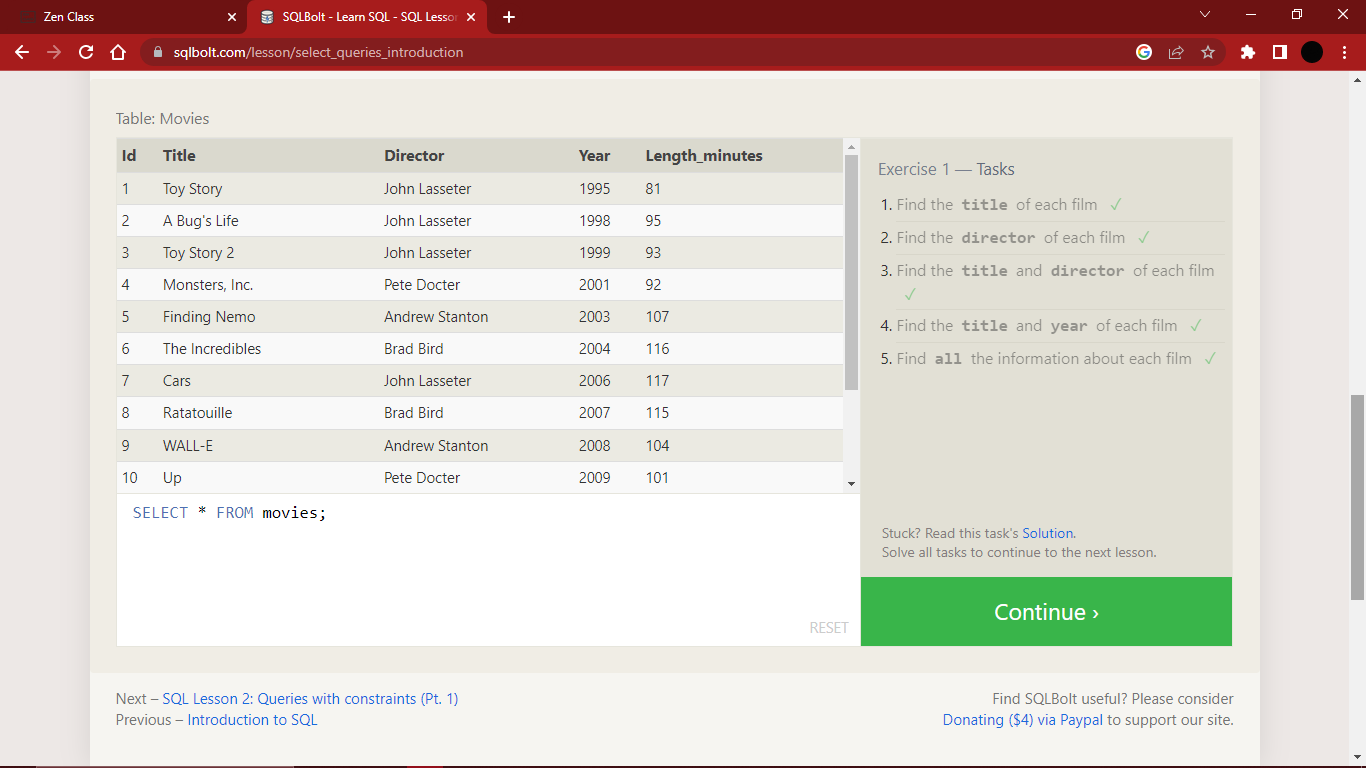 Zen Class
SQLBolt - Learn SQL - SQL Lesson
sqlbolt.com/lesson/select_queries_introduction
Table: Movies
Id Title Director Year Length_minutes
1 Toy Story John Lasseter 1995 81
2 A Bug's Life John Lasseter 1998 95
3 Toy Story 2 John Lasseter 1999 93
4 Monsters, Inc. Pete Docter 2001 92
5 Finding Nemo Andrew Stanton 2003 107
6 The Incredibles Brad Bird 2004 116
7 Cars John Lasseter 2006 117
8 Ratatouille Brad Bird 2007 115
9 WALL-E Andrew Stanton 2008 104
10 Up Pete Docter 2009 101
SELECT * FROM movies;
RESET
Exercise 1 — Tasks
1. Find the title of each film ✓
2. Find the director of each film ✓
3. Find the title and director of each film
✓
4. Find the title and year of each film ✓
5. Find all the information about each film ✓
Stuck? Read this task's Solution.
Solve all tasks to continue to the next lesson.
Continue ›
Next – SQL Lesson 2: Queries with constraints (Pt. 1)
Previous – Introduction to SQL
Find SQLBolt useful? Please consider
Donating ($4) via Paypal to support our site.